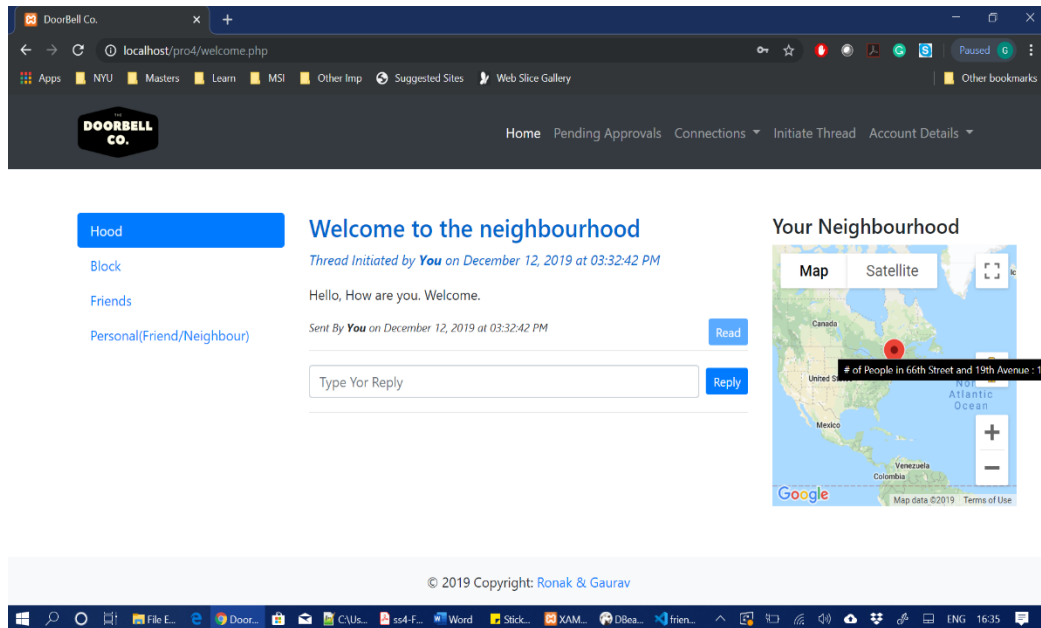 DoorBell Co.
localhost/pro4/welcome.php
Paused G
Apps NYU Masters Learn MSI Other Imp Suggested Sites Web Slice Gallery Other bookmarks
THE
DOORBELL
CO.
Home Pending Approvals Connections Initiate Thread Account Details
Hood
Block
Friends
Personal(Friend/Neighbour)
Welcome to the neighbourhood
Thread Initiated by You on December 12, 2019 at 03:32:42 PM
Hello, How are you. Welcome.
Sent By You on December 12, 2019 at 03:32:42 PM
Read
Type Yor Reply
Reply
Your Neighbourhood
Map Satellite
Canada
# of People in 66th Street and 19th Avenue : 1
United
Atlantic
Ocean
Mexico
Venezuela
Colombia
Google
Map data ©2019 Terms of Use
© 2019 Copyright: Ronak & Gaurav
File E... Door... C:\Us... ss4-F... Word Stick... XAM... DBea... frien... ENG 16:35